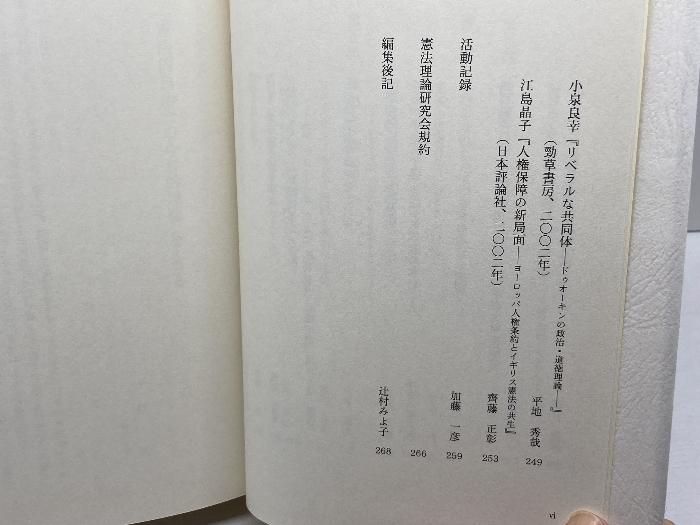 小泉良幸『リベラルな共同体――ドゥオーキンの政治・道徳理論――』
（勁草書房、二〇〇二年）
平地 秀哉 249
江島晶子『人権保障の新局面――ヨーロッパ人権条約とイギリス憲法の共生』
（日本評論社、二〇〇二年）
齊藤 正彰 253
活動記録
加藤 一彦 259
憲法理論研究会規約
266
編集後記
辻村みよ子 268
vi